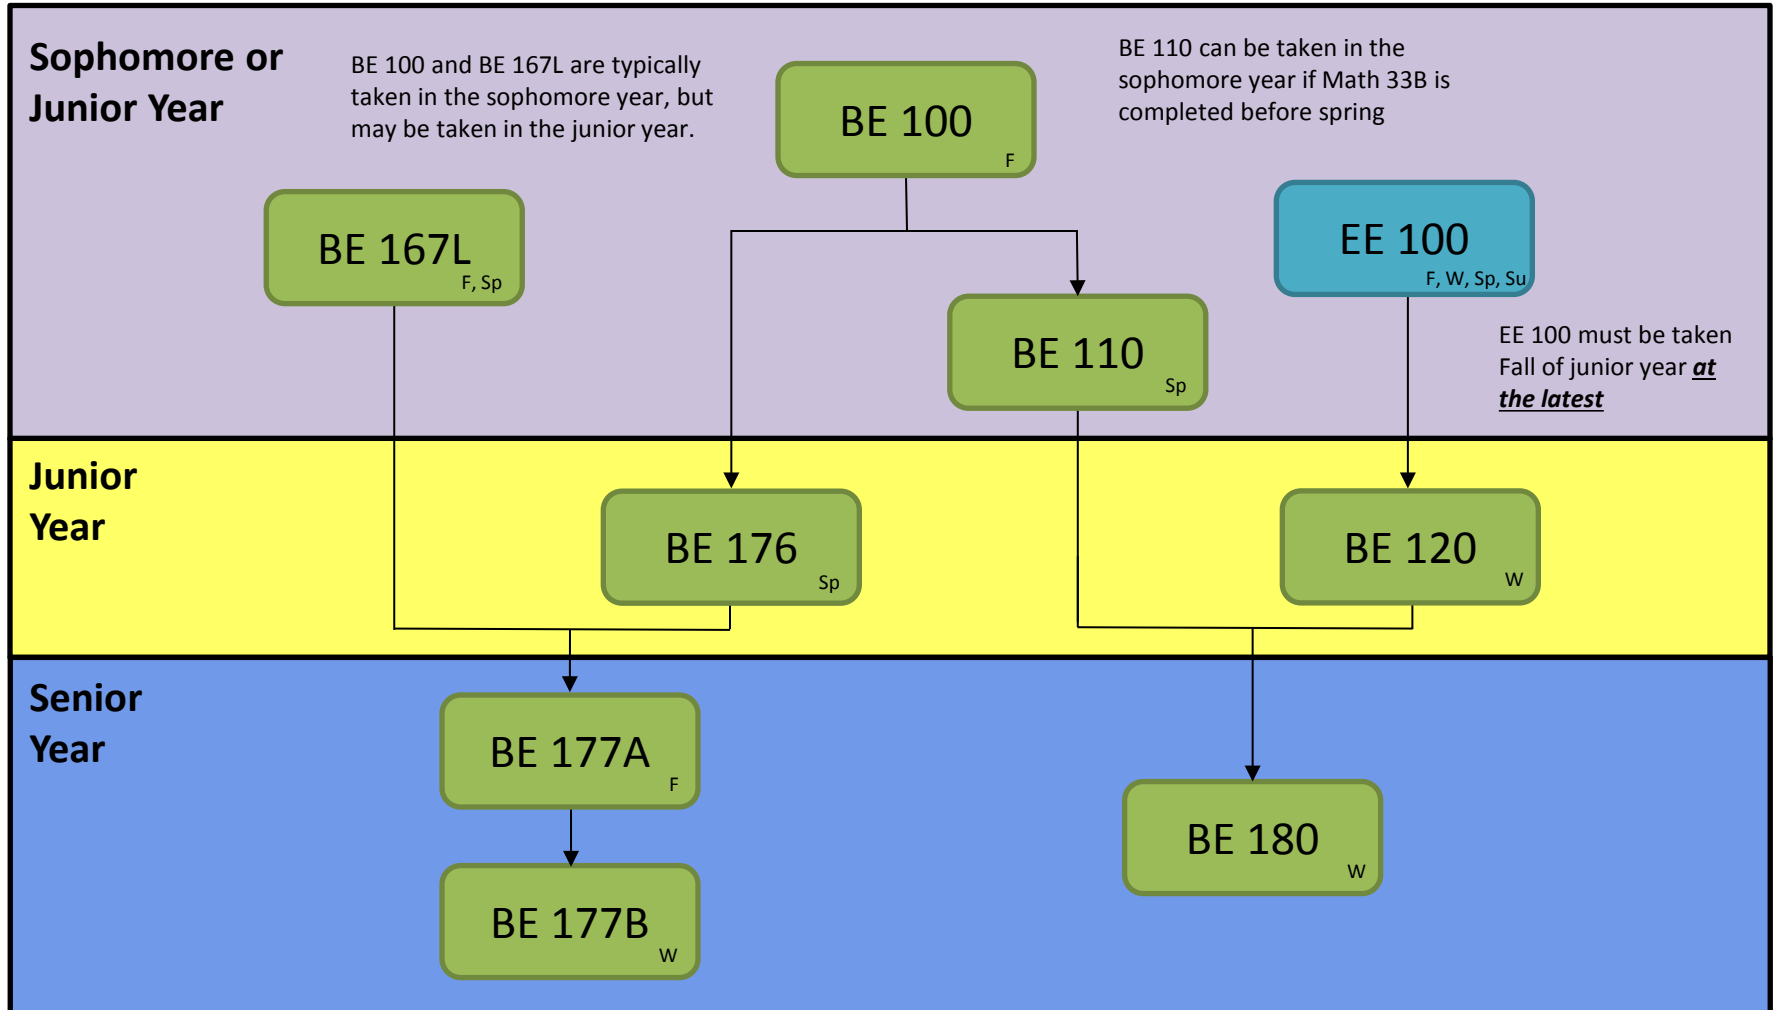 Sophomore or
Junior Year
BE 100 and BE 167L are typically
taken in the sophomore year, but
may be taken in the junior year.
BE 100
F
BE 110 can be taken in the
sophomore year if Math 33B is
completed before spring
BE 167L
F, Sp
EE 100
F, W, Sp, Su
BE 110
Sp
EE 100 must be taken
Fall of junior year at
the latest
Junior
Year
BE 176
Sp
BE 120
W
Senior
Year
BE 177A
F
BE 180
W
BE 177B
W